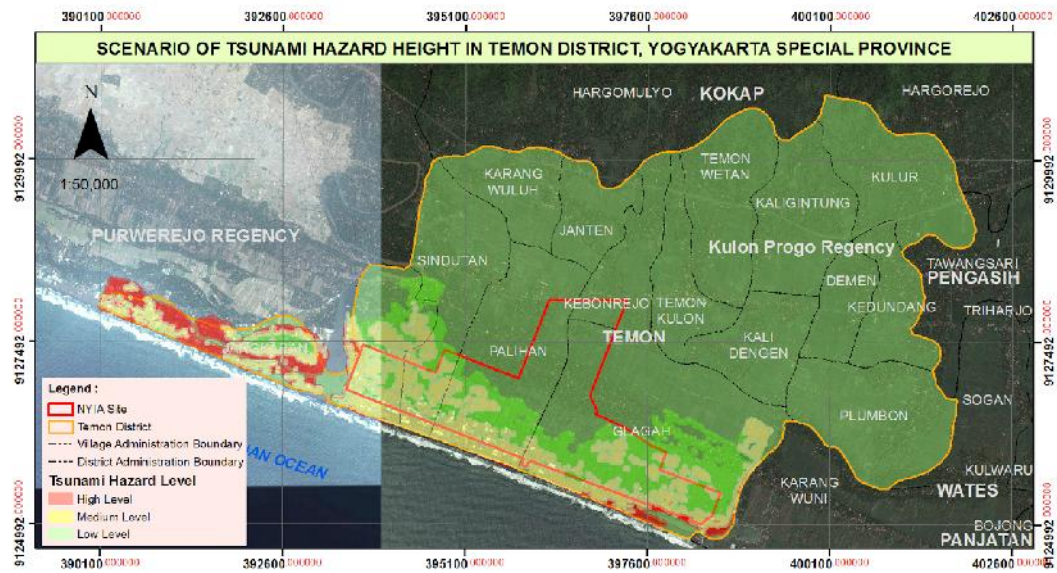 390100.000000 392600.000000 395100.000000 397600.000000 400100.000000 402600.000000
SCENARIO OF TSUNAMI HAZARD HEIGHT IN TEMON DISTRICT, YOGYAKARTA SPECIAL PROVINCE
N
1:50,000
HARGOMULYO
KOKAP
HARGOREJO
9129992.000000
9129992.000000
KARANG
WULUH
TEMON
WETAN
KULUR
KALIGINTUNG
PURWEREJO REGENCY
JANTEN
SINDUTAN
Kulon Progo Regency
TAWANGSARI
PENGASIH
DEMEN
KEBONREJO
TEMON
KULON
KEDUNDANG
TRIHARJO
9127492.000000
9127492.000000
PALIHAN
TEMON
KALI
DENGEN
SOGAN
PLUMBON
GLAGAH
KARANG
WUNI
KULWARU
WATES
BOJONG
PANJATAN
Legend :
NYIA Site
Temon District
Village Administration Boundary
District Administration Boundary
Tsunami Hazard Level
High Level
Medium Level
Low Level
OCEAN
9124992.000000
9124992.000000
390100.000000 392600.000000 395100.000000 397600.000000 400100.000000 402600.000000